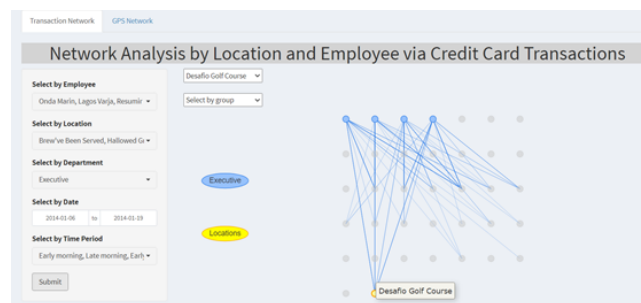 Transaction Network GPS Network
Network Analysis by Location and Employee via Credit Card Transactions
Select by Employee
Onda Marin, Lagos Varja, Resumir
Select by Location
Brew've Been Served, Hallowed G
Select by Department
Executive
Select by Date
2014-01-06 to 2014-01-19
Select by Time Period
Early morning, Late morning, Early
Submit
Desafio Golf Course
Select by group
Executive
Locations
Desafio Golf Course